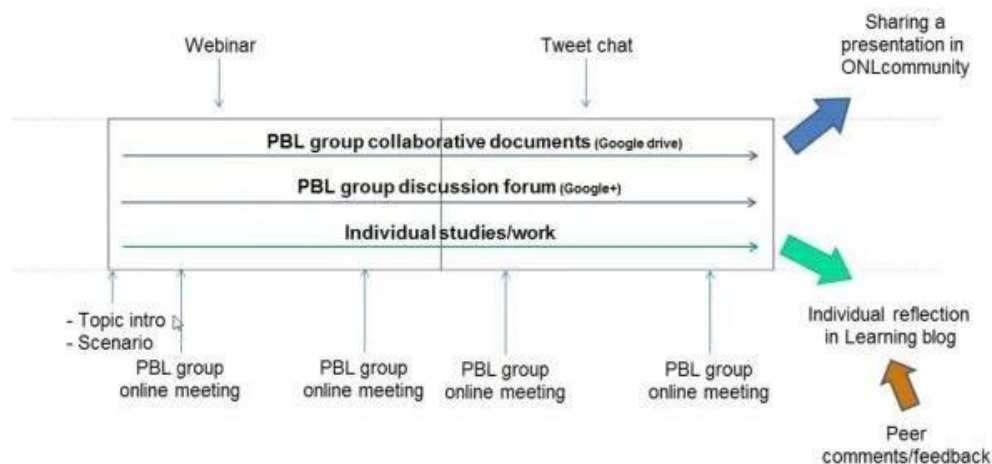 Webinar
Tweet chat
Sharing a
presentation in
ONLcommunity
PBL group collaborative documents (Google drive)
PBL group discussion forum (Google+)
Individual studies/work
- Topic intro
- Scenario
PBL group
online meeting
PBL group
online meeting
PBL group
online meeting
PBL group
online meeting
Individual reflection
in Learning blog
Peer
comments/feedback